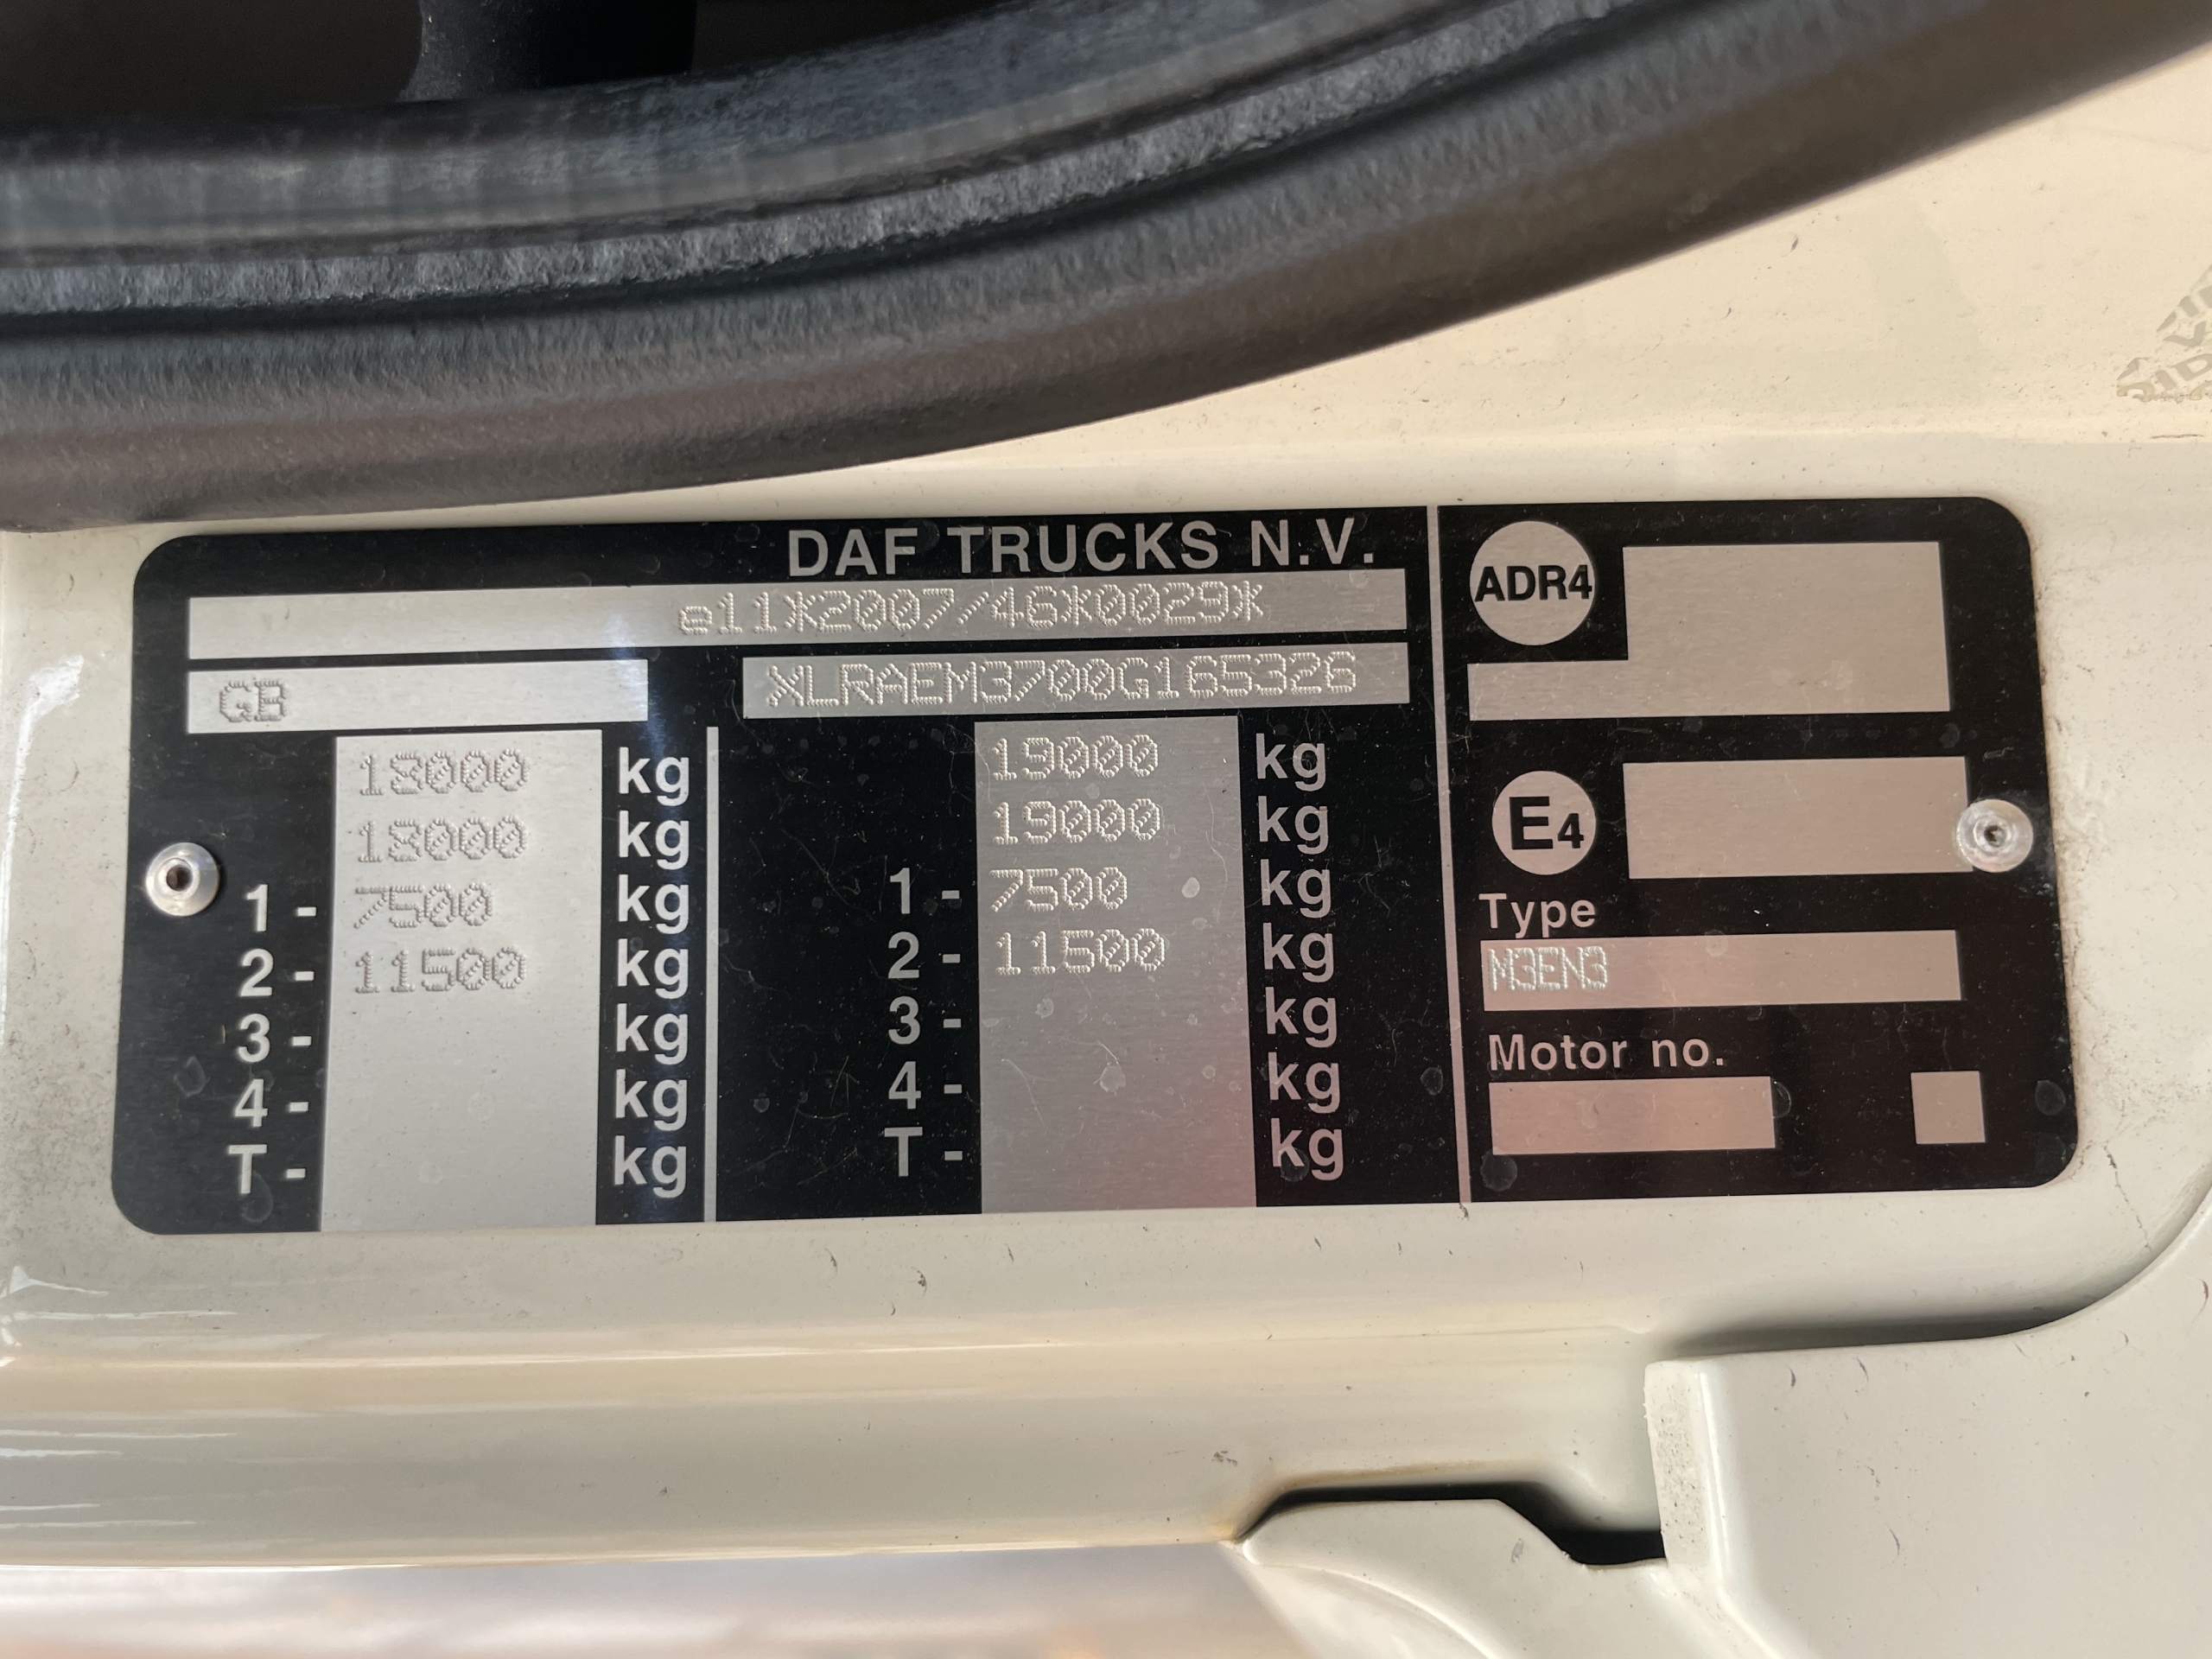 DAF TRUCKS N.V.
e11*2007/46*0029*
GB
XLRAEM3700G165326
18000 kg
18000 kg
1 - 7500 kg
2 - 11500 kg
3 - kg
4 - kg
T - kg
19000 kg
19000 kg
1 - 7500 kg
2 - 11500 kg
3 - kg
4 - kg
T - kg
ADR4
E4
Type
M3EN3
Motor no.